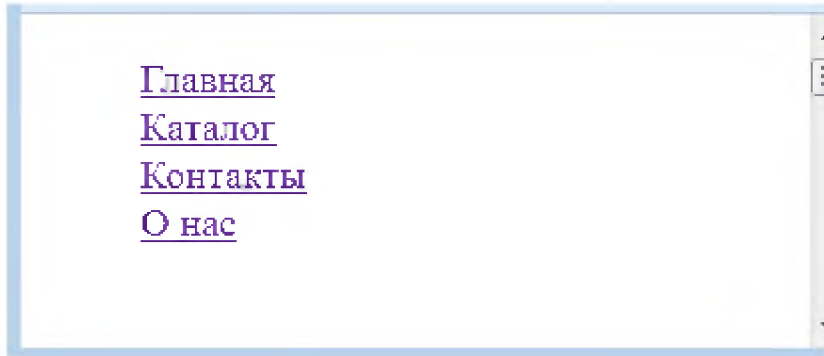 Главная
Каталог
Контакты
О нас